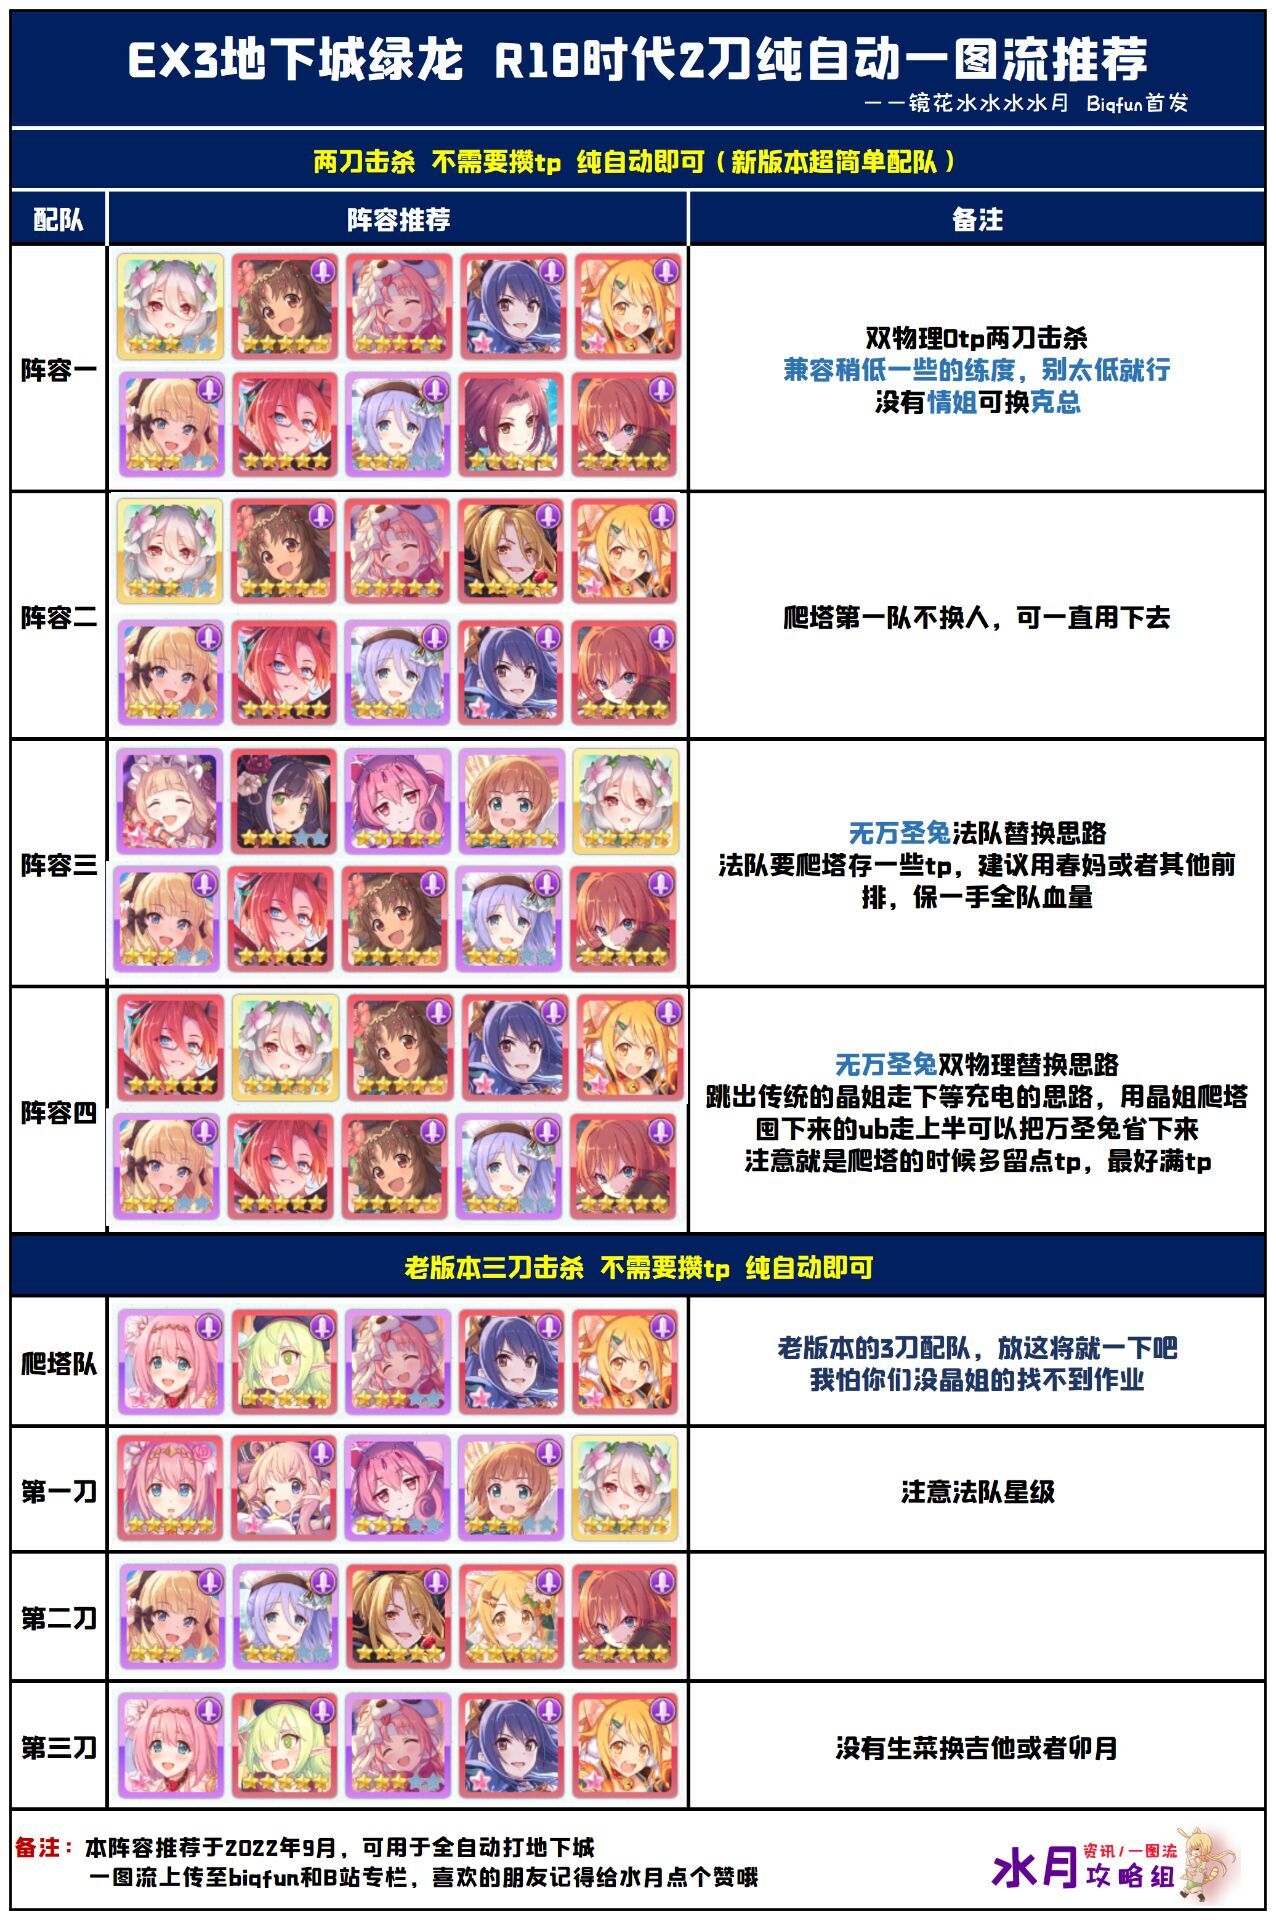 EX3地下城绿龙 R18时代2刀纯自动一图流推荐
——镜花水水水水月 Biqfun首发
两刀击杀 不需要攒tp 纯自动即可（新版本超简单配队）
配队 阵容推荐 备注
阵容一
双物理0tp两刀击杀
兼容稍低一些的练度，别太低就行
没有情姐可换克总
阵容二
爬塔第一队不换人，可一直用下去
阵容三
无万圣兔法队替换思路
法队要爬塔存一些tp，建议用春妈或者其他前
排，保一手全队血量
阵容四
无万圣兔双物理替换思路
跳出传统的晶姐走下等充电的思路，用晶姐爬塔
囤下来的ub走上半可以把万圣兔省下来
注意就是爬塔的时候多留点tp，最好满tp
老版本三刀击杀 不需要攒tp 纯自动即可
爬塔队
老版本的3刀配队，放这将就一下吧
我怕你们没晶姐的找不到作业
第一刀
注意法队星级
第二刀
第三刀
没有生菜换吉他或者卯月
备注：本阵容推荐于2022年9月，可用于全自动打地下城
一图流上传至biqfun和B站专栏，喜欢的朋友记得给水月点个赞哦
水月 资讯/一图流
攻略组